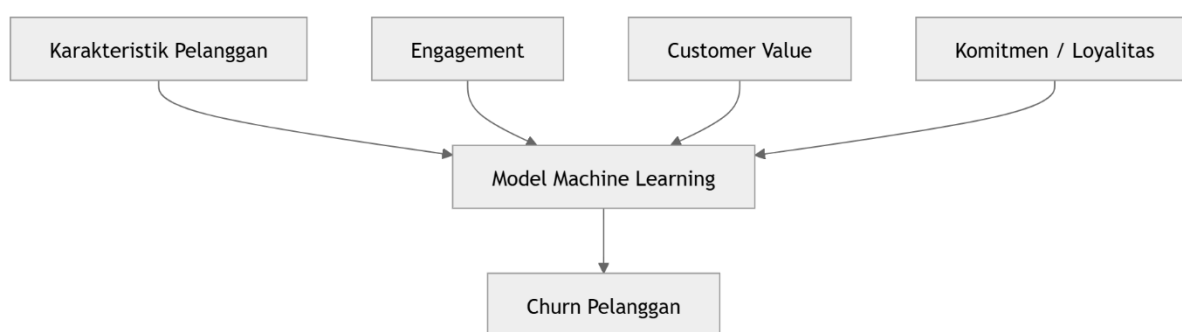 Karakteristik Pelanggan
Engagement
Customer Value
Komitmen / Loyalitas
Model Machine Learning
Churn Pelanggan